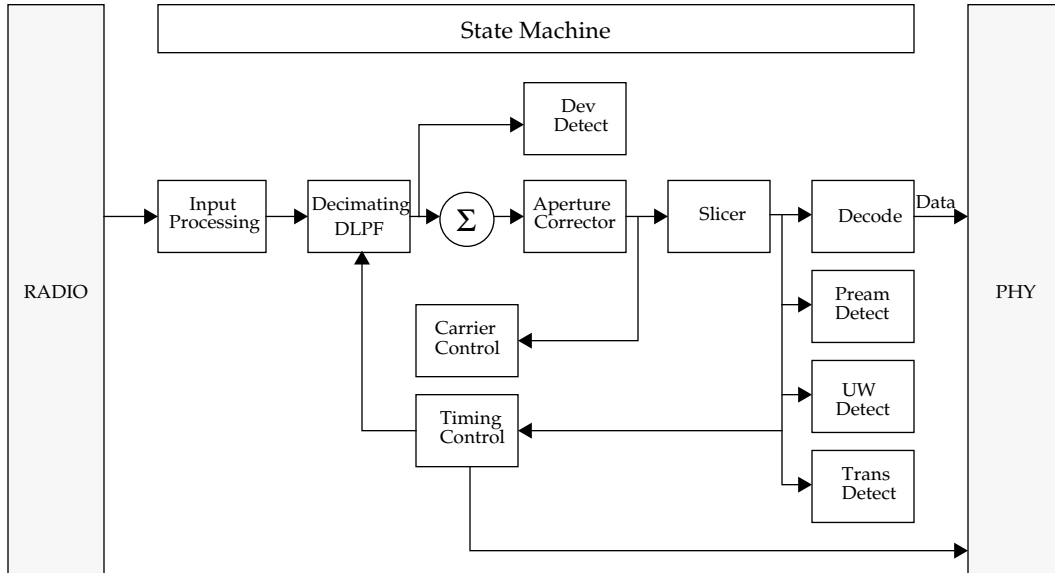 State Machine
Dev
Detect
Input
Processing
Decimating
DLPF
Σ
Aperture
Corrector
Slicer
Decode
Data
RADIO
PHY
Pream
Detect
Carrier
Control
UW
Detect
Timing
Control
Trans
Detect